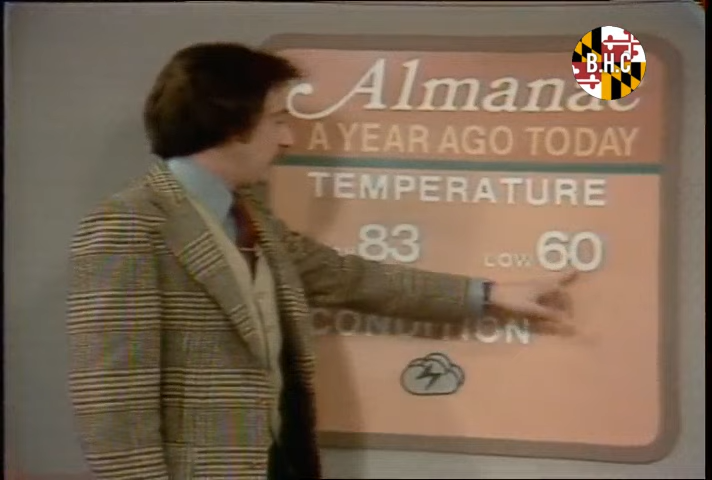 B.H.C
Almanac
A YEAR AGO TODAY
TEMPERATURE
83 LOW 60
CONDITION